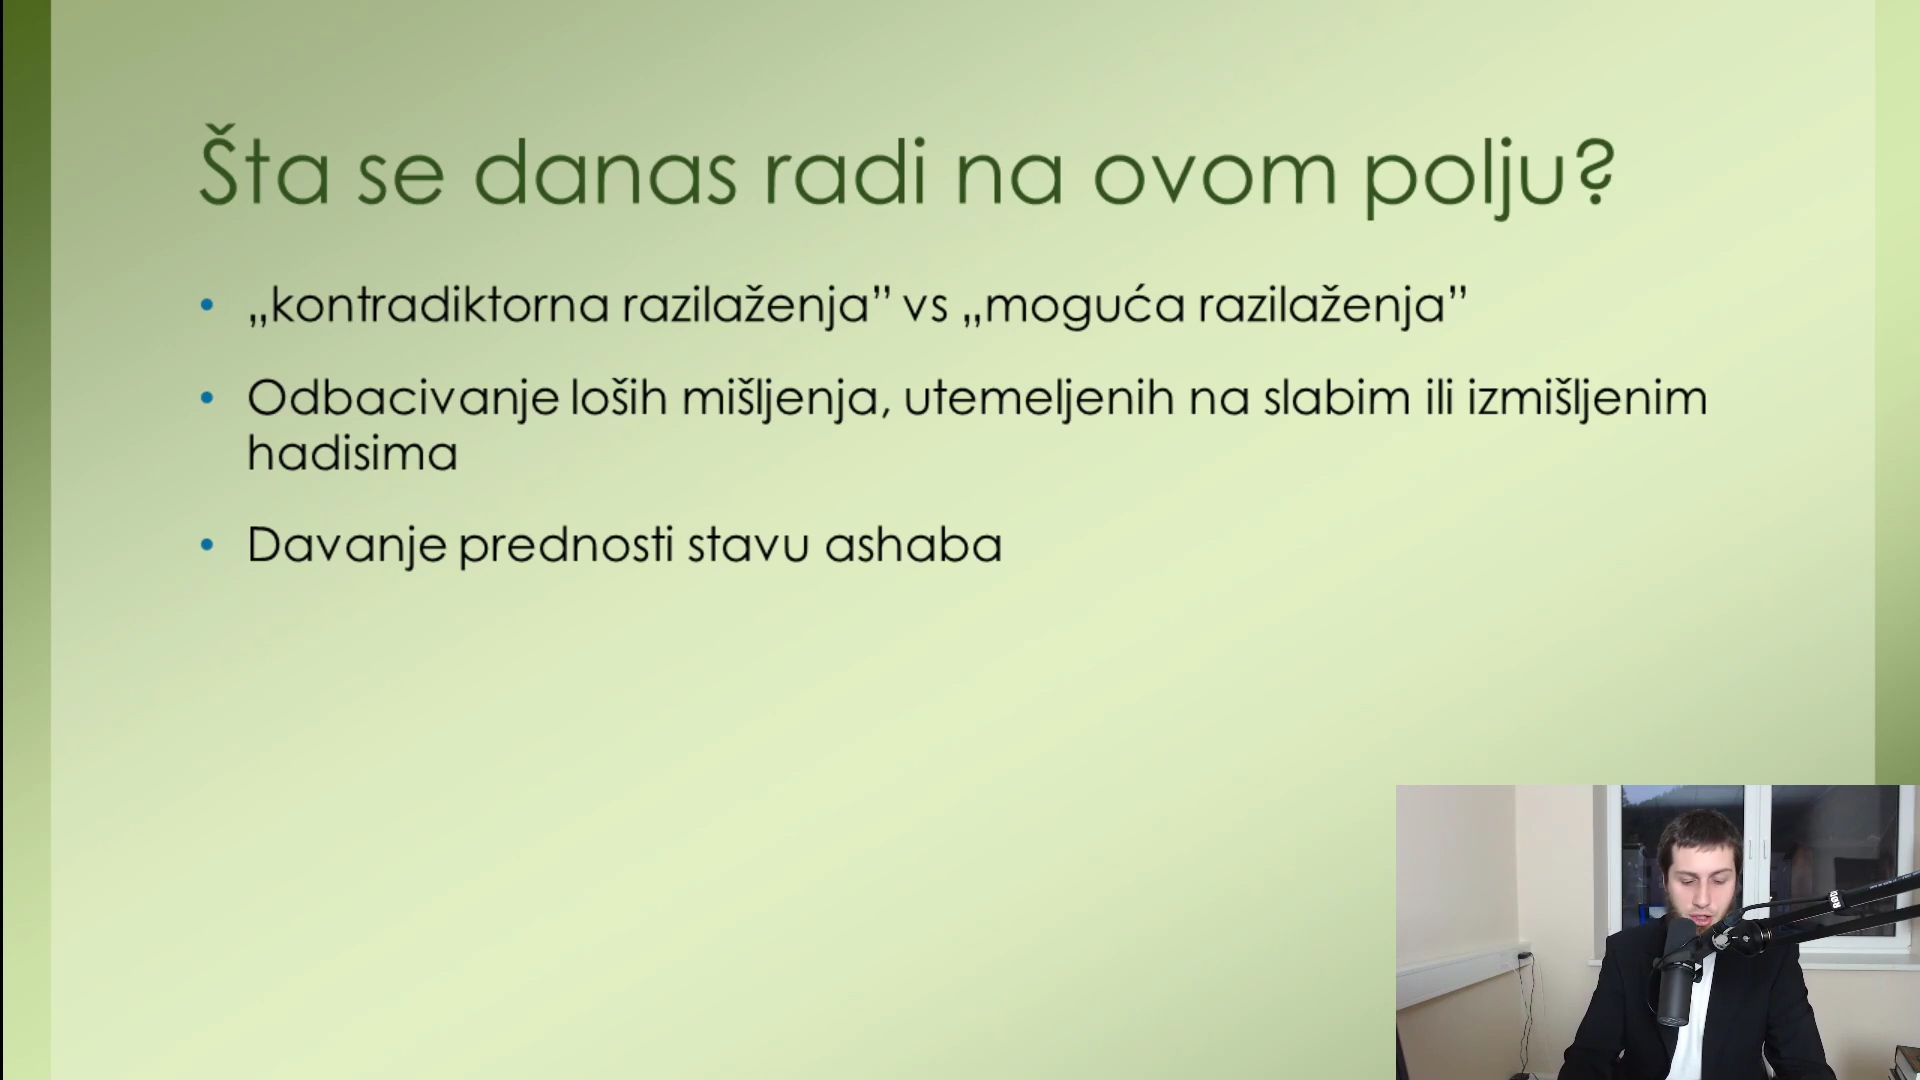 Šta se danas radi na ovom polju?
• „kontradiktorna razilaženja” vs „moguća razilaženja”
• Odbacivanje loših mišljenja, utemeljenih na slabim ili izmišljenim
hadisima
• Davanje prednosti stavu ashaba